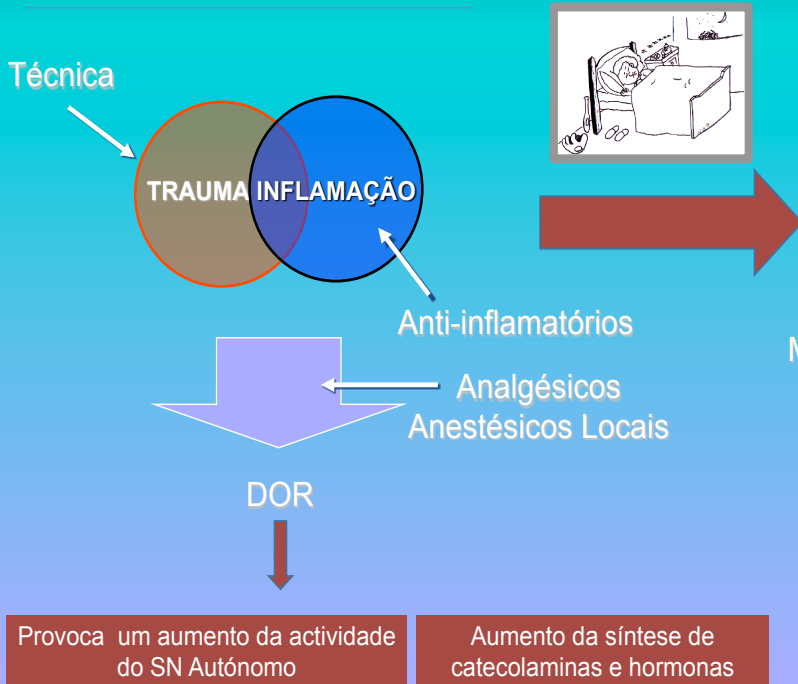 Técnica
TRAUMA INFLAMAÇÃO
Anti-inflamatórios
Analgésicos
Anestésicos Locais
M
DOR
Provoca um aumento da actividade
do SN Autónomo
Aumento da síntese de
catecolaminas e hormonas